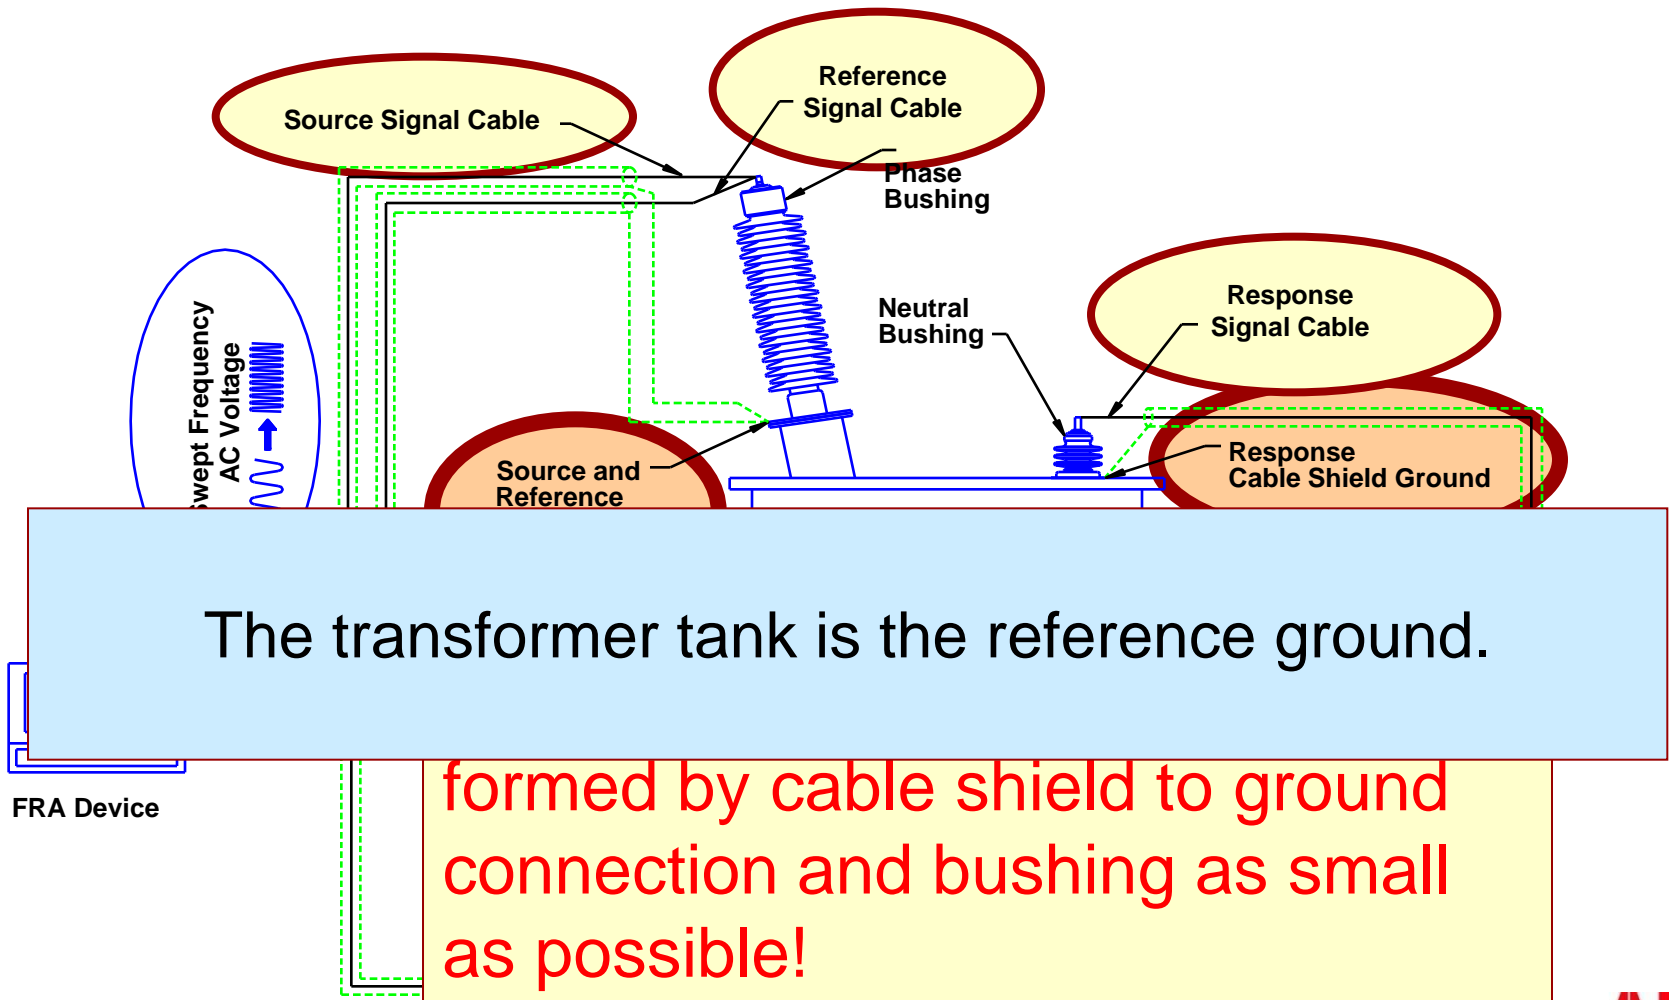 Reference
Signal Cable
Source Signal Cable
Phase
Bushing
Neutral
Bushing
Response
Signal Cable
Swept Frequency
AC Voltage
Source and
Reference
Response
Cable Shield Ground
The transformer tank is the reference ground.
FRA Device
formed by cable shield to ground
connection and bushing as small
as possible!